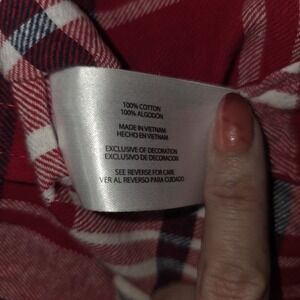 100% COTTON
100% ALGODON
MADE IN VIETNAM
HECHO EN VIETNAM
EXCLUSIVE OF DECORATION
EXCLUSIVO DE DECORACION
SEE REVERSE FOR CARE
VER AL REVERSO PARA CUIDADO